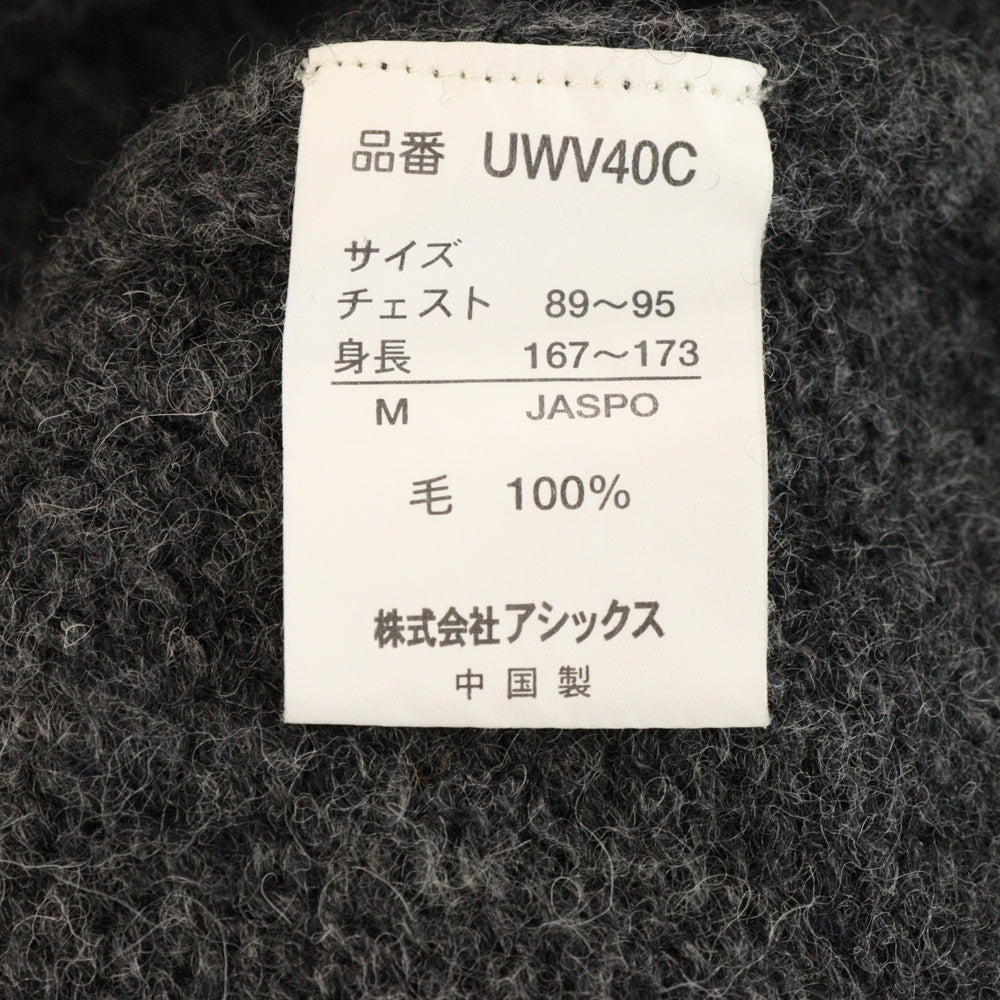 品番 UWV40C
サイズ
チェスト 89～95
身長 167～173
M JASPO
毛 100%
株式会社アシックス
中国製